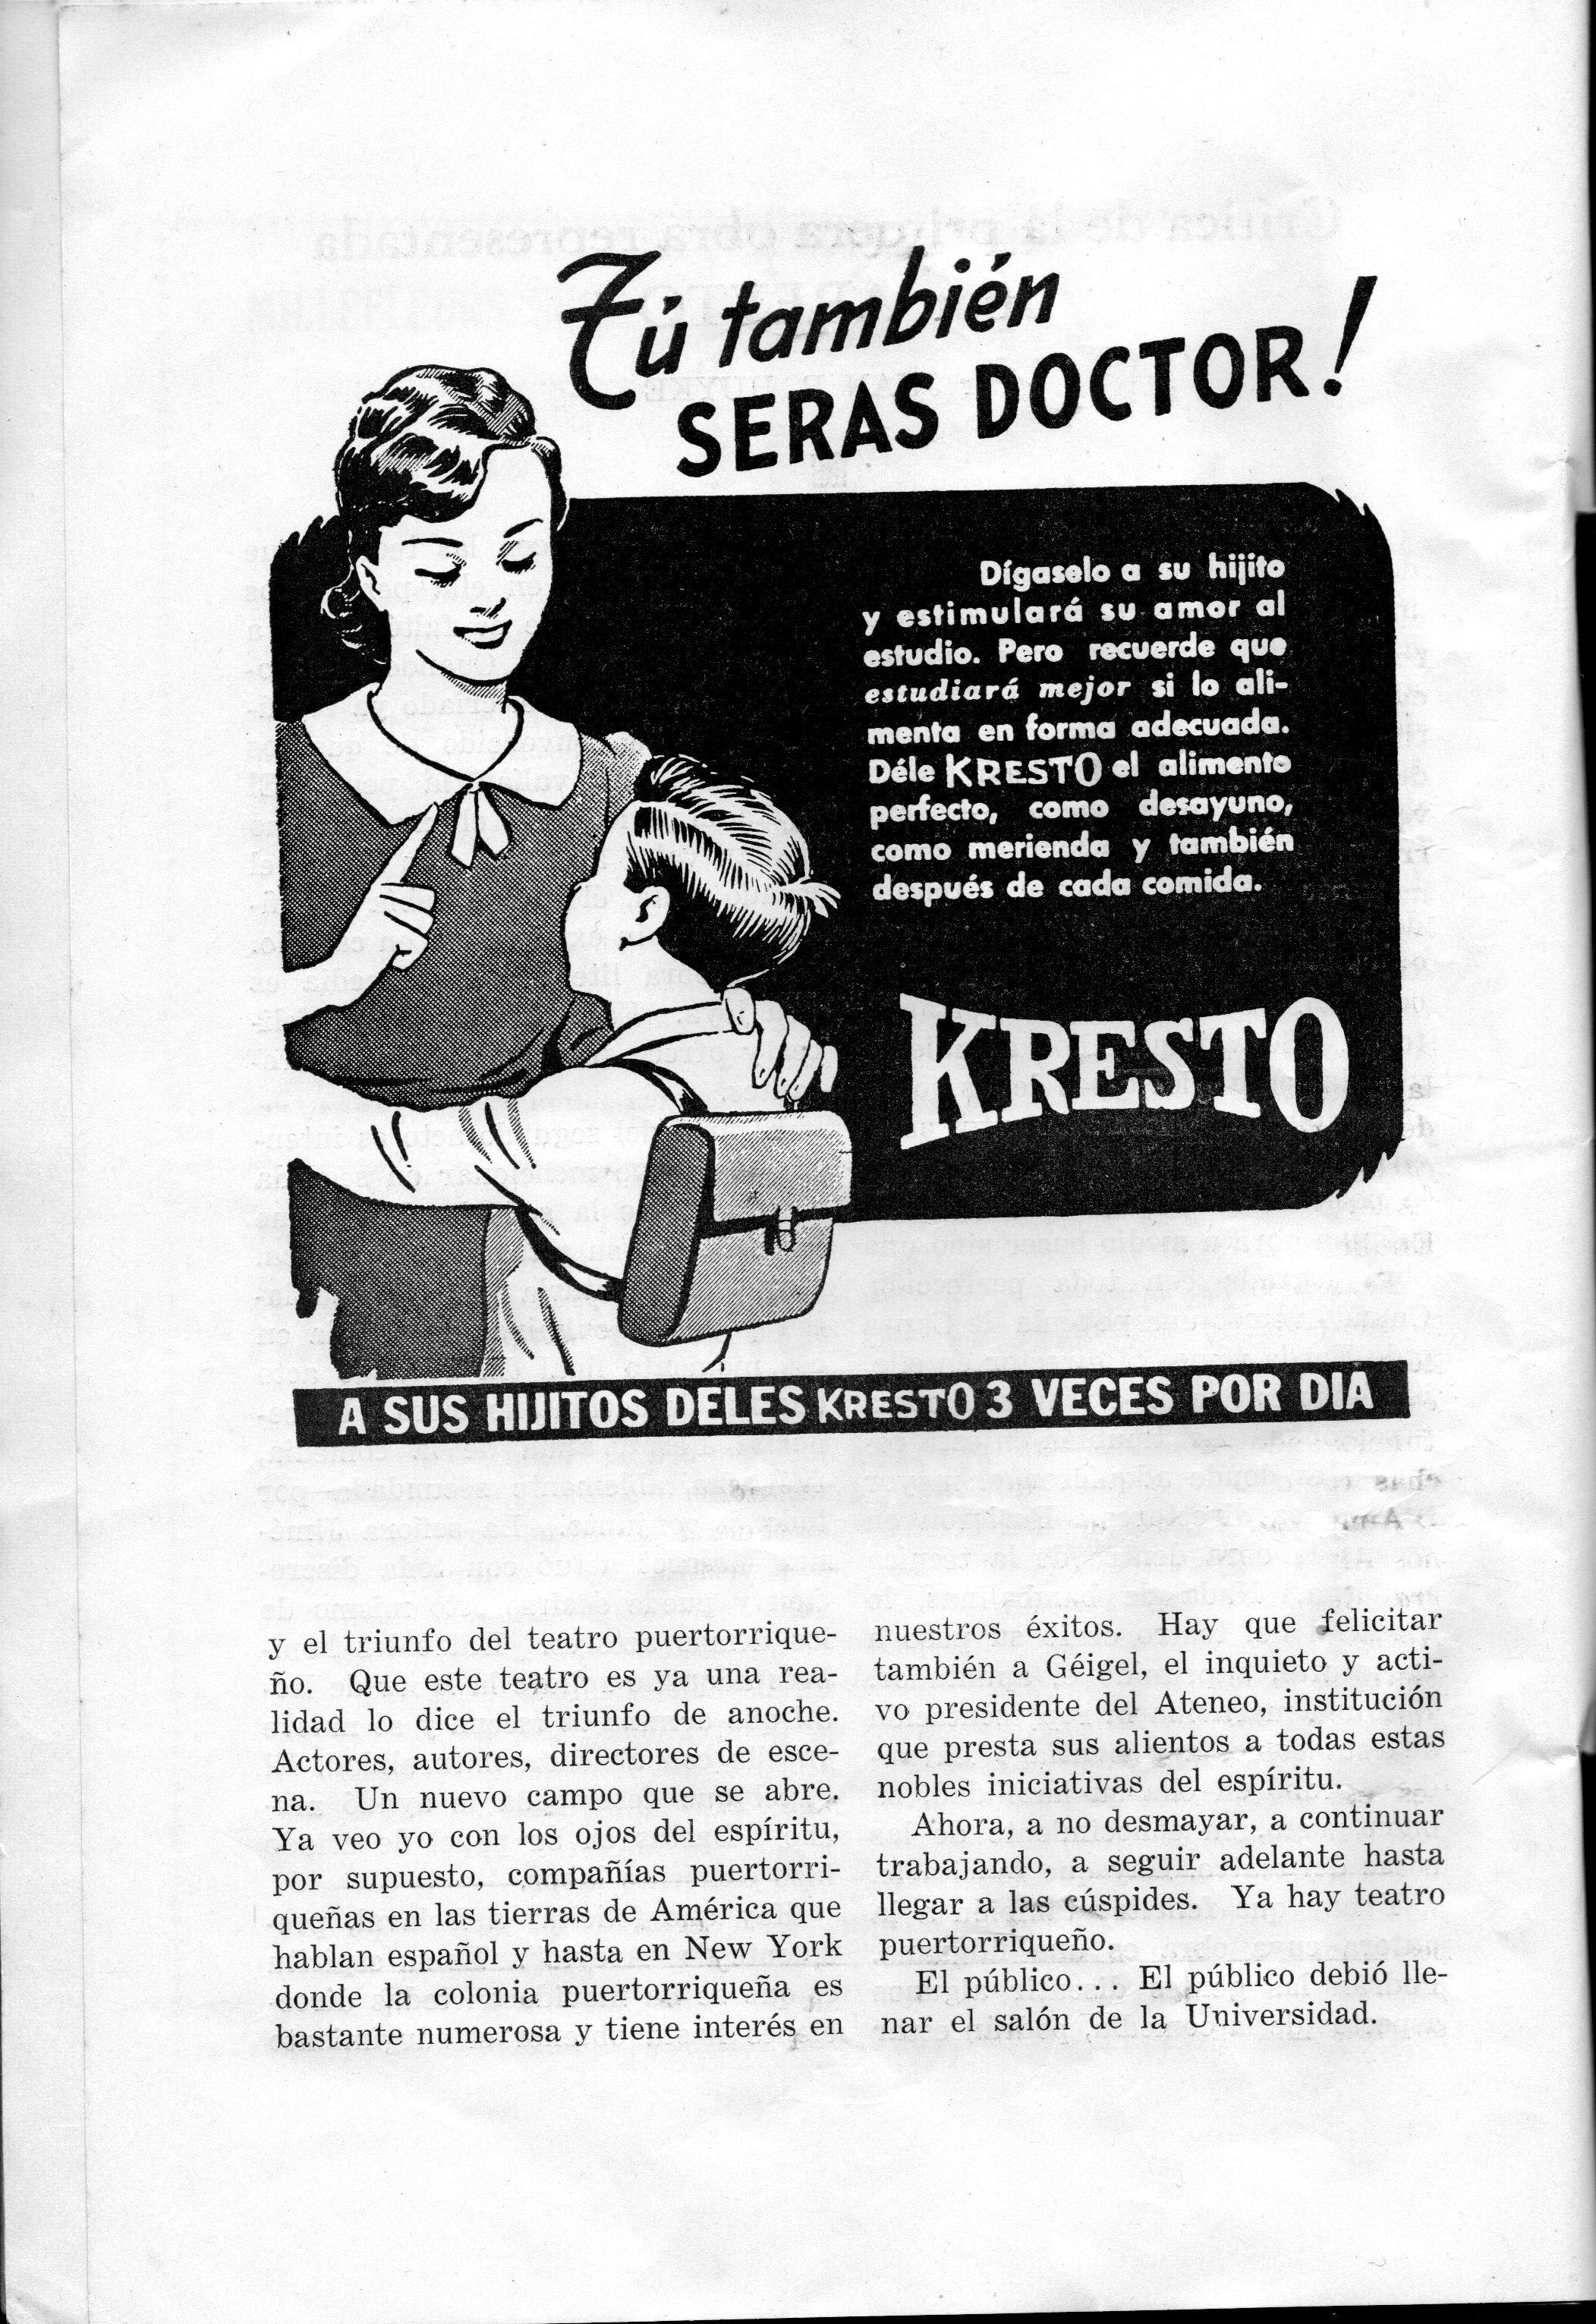 Tú también
SERAS DOCTOR!
Dígaselo a su hijito
y estimulará su amor al
estudio. Pero recuerde que
estudiará mejor si lo ali-
menta en forma adecuada.
Déle KRESTO el alimento
perfecto, como desayuno,
como merienda y también
después de cada comida.
KRESTO
A SUS HIJITOS DELES KRESTO 3 VECES POR DIA
y el triunfo del teatro puertorrique-
ño. Que este teatro es ya una rea-
lidad lo dice el triunfo de anoche.
Actores, autores, directores de esce-
na. Un nuevo campo que se abre.
Ya veo yo con los ojos del espíritu,
por supuesto, compañías puertorri-
queñas en las tierras de América que
hablan español y hasta en New York
donde la colonia puertorriqueña es
bastante numerosa y tiene interés en
nuestros éxitos. Hay que felicitar
también a Géigel, el inquieto y acti-
vo presidente del Ateneo, institución
que presta sus alientos a todas estas
nobles iniciativas del espíritu.
Ahora, a no desmayar, a continuar
trabajando, a seguir adelante hasta
llegar a las cúspides. Ya hay teatro
puertorriqueño.
El público... El público debió lle-
nar el salón de la Universidad.